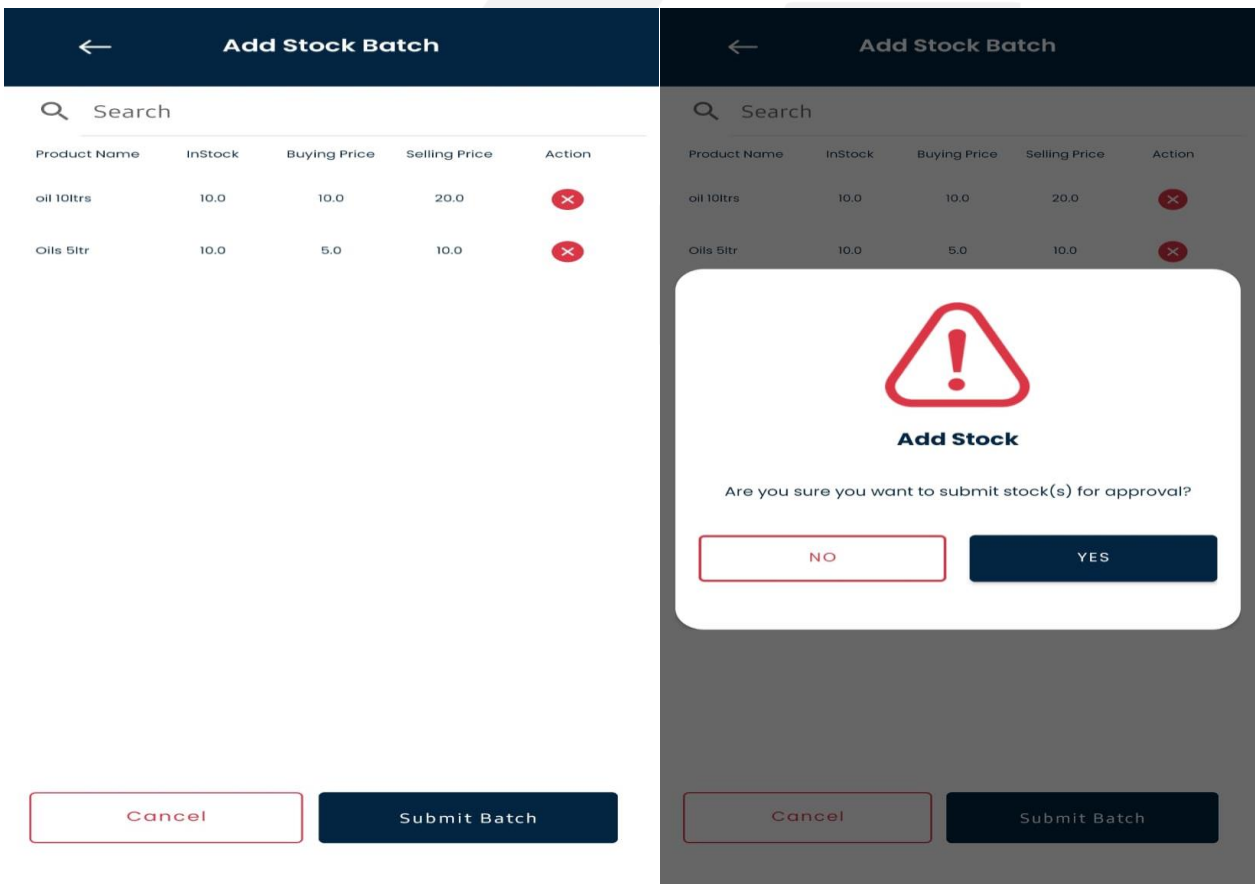 Add Stock Batch
Search
Product Name InStock Buying Price Selling Price Action
oil 10ltrs 10.0 10.0 20.0
Oils 5ltr 10.0 5.0 10.0
Cancel Submit Batch
Add Stock Batch
Search
Product Name InStock Buying Price Selling Price Action
oil 10ltrs 10.0 10.0 20.0
Oils 5ltr 10.0 5.0 10.0
Add Stock
Are you sure you want to submit stock(s) for approval?
NO YES
Cancel Submit Batch